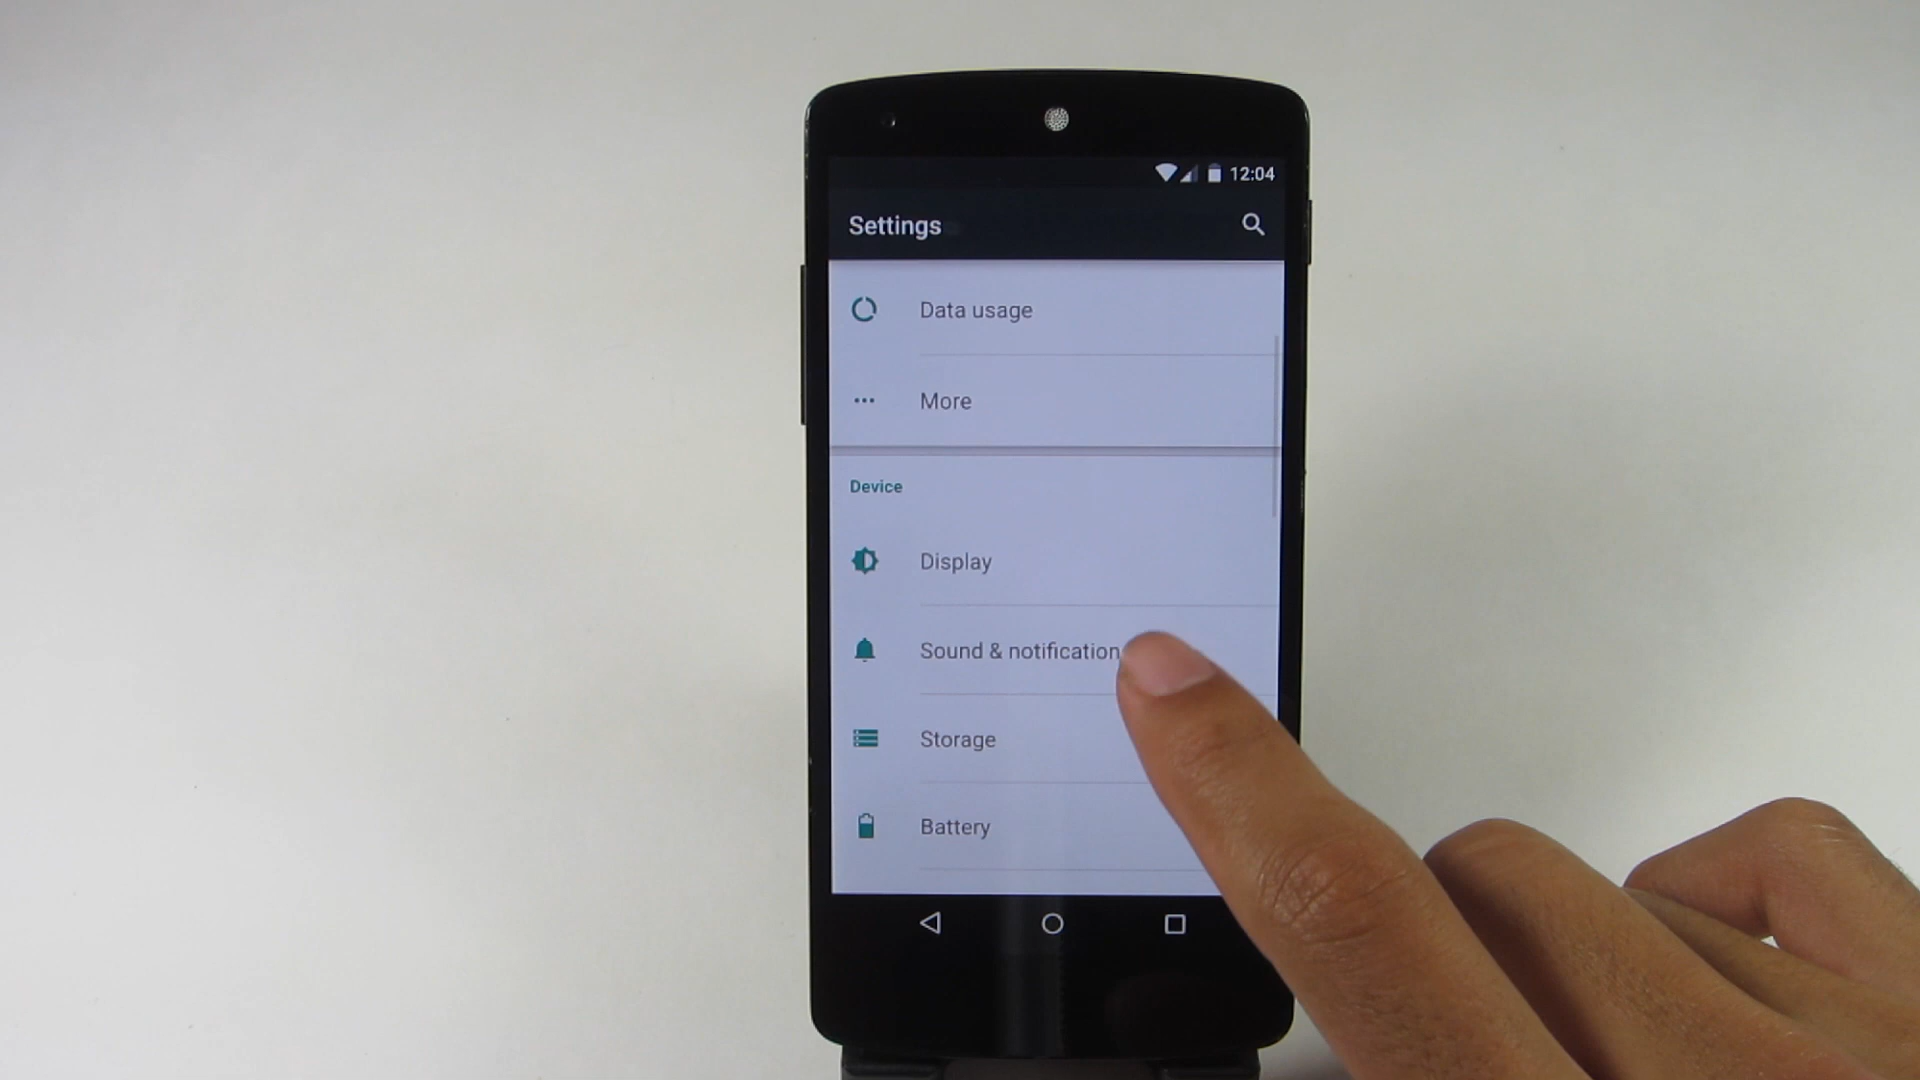 12:04
Settings
Data usage
More
Device
Display
Sound & notification
Storage
Battery